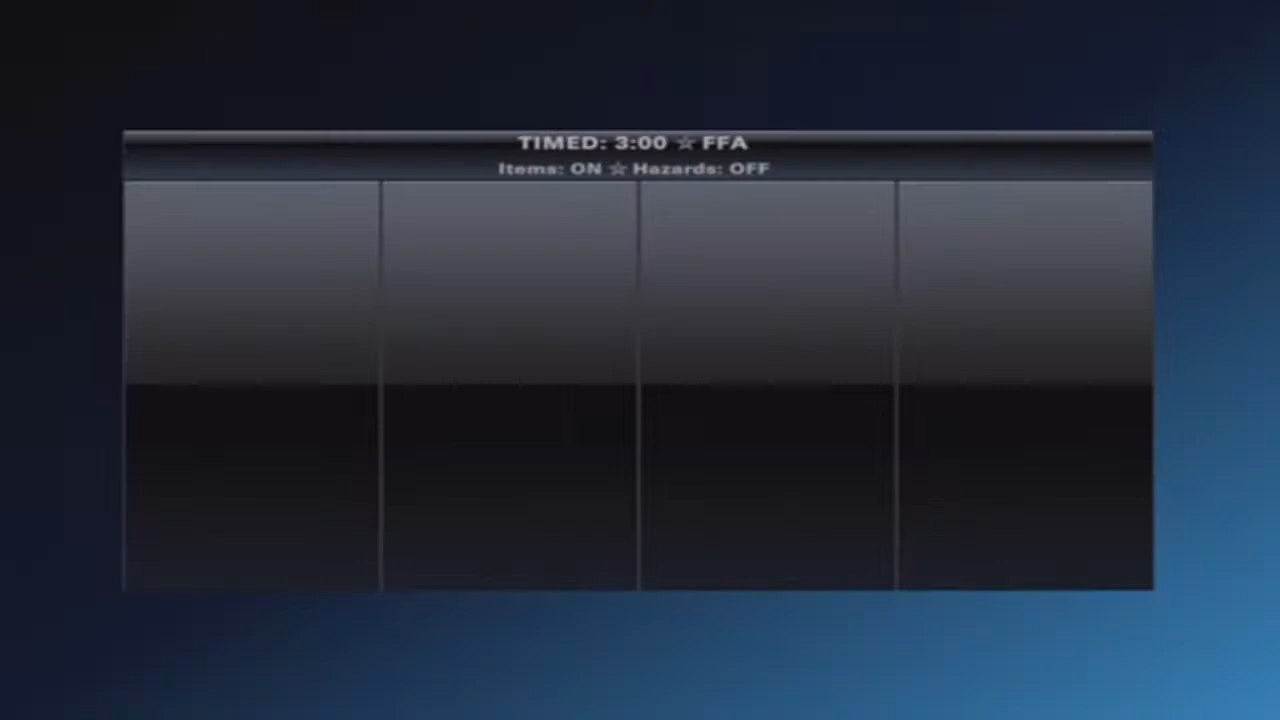 TIMED: 3:00 ☆ FFA
Items: ON ☆ Hazards: OFF